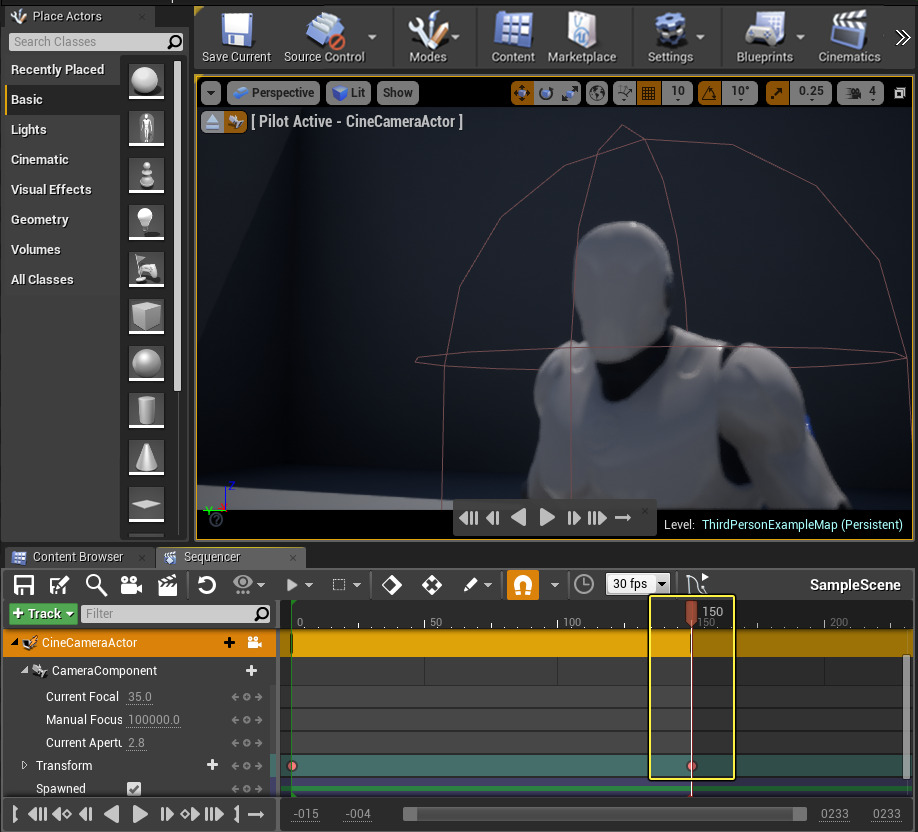 Place Actors
Search Classes
Recently Placed
Basic
Lights
Cinematic
Visual Effects
Geometry
Volumes
All Classes
Save Current
Source Control
Modes
Content
Marketplace
Settings
Blueprints
Cinematics
Perspective
Lit
Show
10
10°
0.25
4
[ Pilot Active - CineCameraActor ]
Z
Y
Level: ThirdPersonExampleMap (Persistent)
Content Browser
Sequencer
30 fps
SampleScene
+ Track
Filter
0
50
100
150
150
200
CineCameraActor
CameraComponent
Current Focal 35.0
Manual Focus 100000.0
Current Apertu 2.8
Transform
Spawned
-015
-004
0233
0233